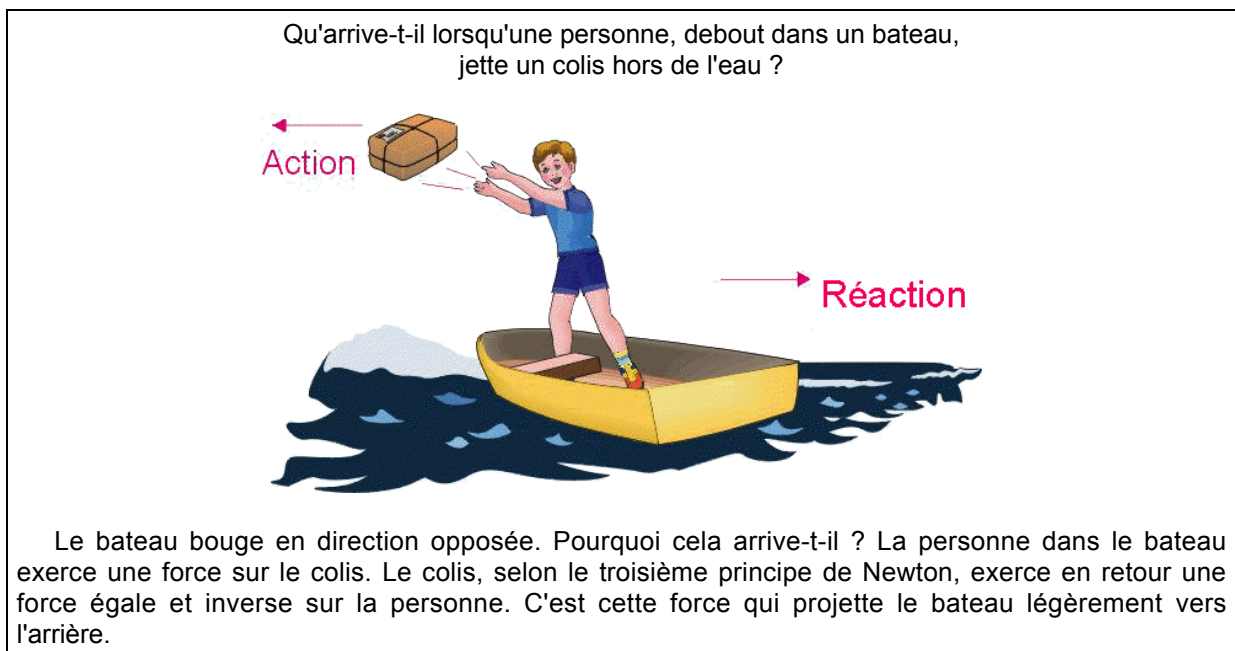 Qu'arrive-t-il lorsqu'une personne, debout dans un bateau,
jette un colis hors de l'eau ?
Action
Réaction
Le bateau bouge en direction opposée. Pourquoi cela arrive-t-il ? La personne dans le bateau
exerce une force sur le colis. Le colis, selon le troisième principe de Newton, exerce en retour une
force égale et inverse sur la personne. C'est cette force qui projette le bateau légèrement vers
l'arrière.